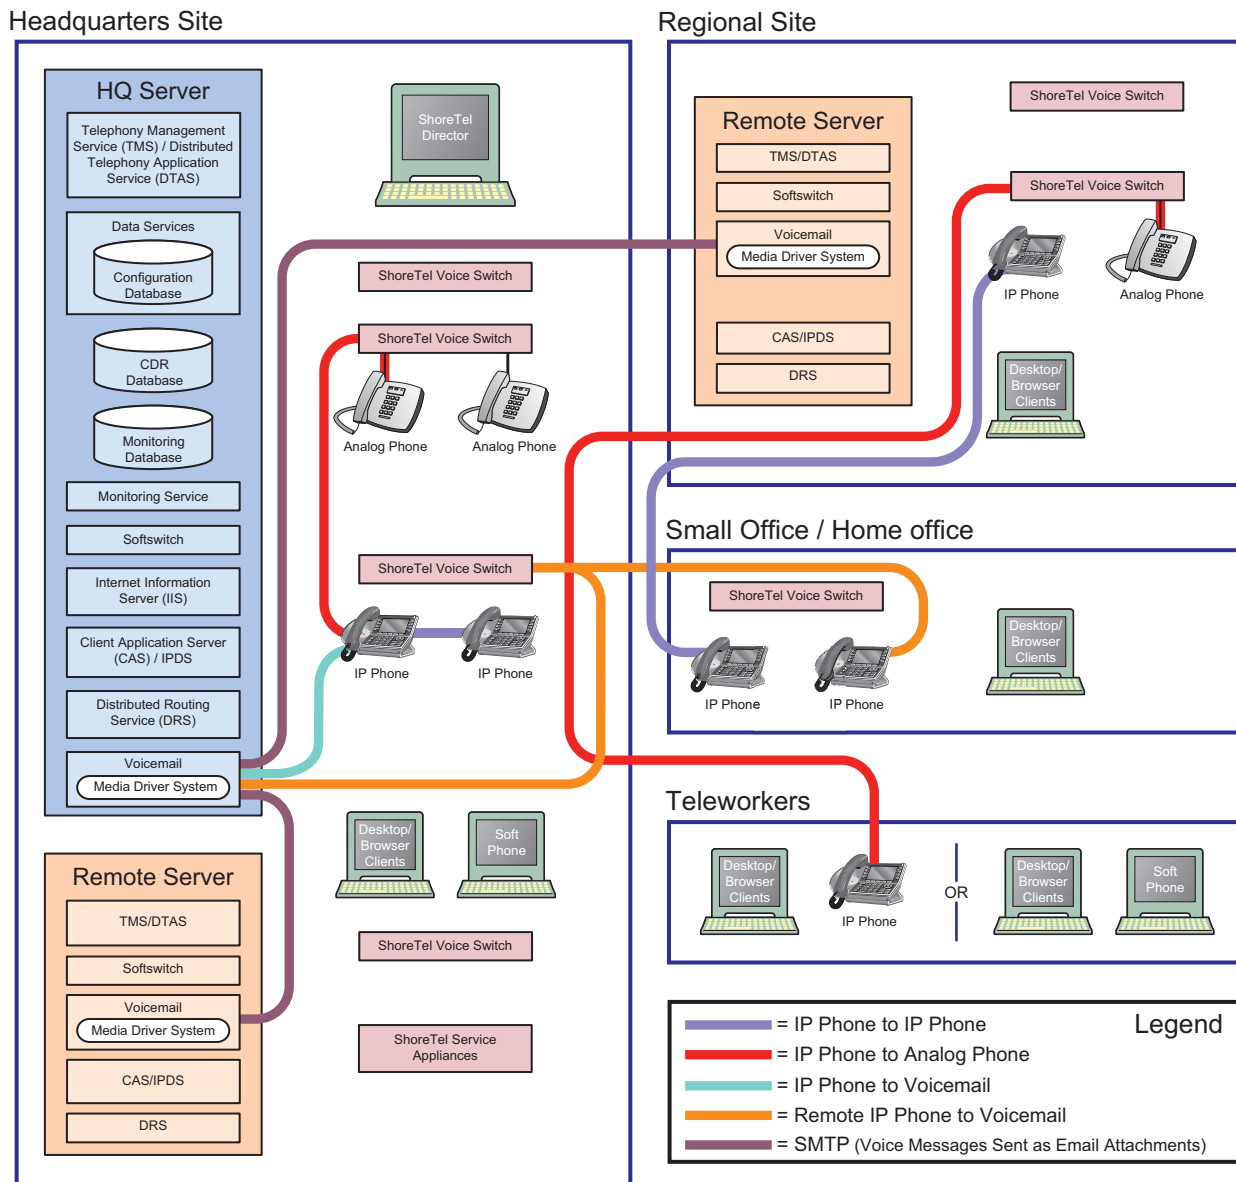 Headquarters Site
HQ Server
Telephony Management
Service (TMS) / Distributed
Telephony Application
Service (DTAS)
Data Services
Configuration
Database
CDR
Database
Monitoring
Database
Monitoring Service
Softswitch
Internet Information
Server (IIS)
Client Application Server
(CAS) / IPDS
Distributed Routing
Service (DRS)
Voicemail
Media Driver System
Remote Server
TMS/DTAS
Softswitch
Voicemail
Media Driver System
CAS/IPDS
DRS
ShoreTel
Director
ShoreTel Voice Switch
ShoreTel Voice Switch
Analog Phone
Analog Phone
ShoreTel Voice Switch
IP Phone
IP Phone
Desktop/
Browser
Clients
Soft
Phone
ShoreTel Voice Switch
ShoreTel Service
Appliances
Regional Site
Remote Server
TMS/DTAS
Softswitch
Voicemail
Media Driver System
CAS/IPDS
DRS
ShoreTel Voice Switch
ShoreTel Voice Switch
IP Phone
Analog Phone
Desktop/
Browser
Clients
Small Office / Home office
ShoreTel Voice Switch
IP Phone
IP Phone
Desktop/
Browser
Clients
Teleworkers
Desktop/
Browser
Clients
IP Phone
OR
Desktop/
Browser
Clients
Soft
Phone
Legend
= IP Phone to IP Phone
= IP Phone to Analog Phone
= IP Phone to Voicemail
= Remote IP Phone to Voicemail
= SMTP (Voice Messages Sent as Email Attachments)